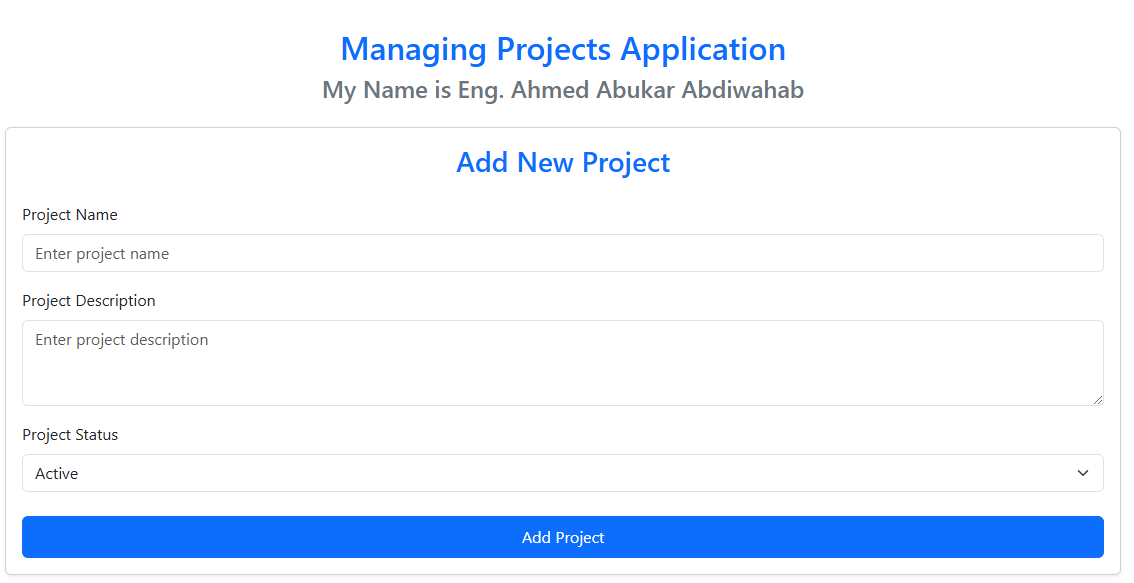 Managing Projects Application
My Name is Eng. Ahmed Abukar Abdiwahab
Add New Project
Project Name
Enter project name
Project Description
Enter project description
Project Status
Active
Add Project